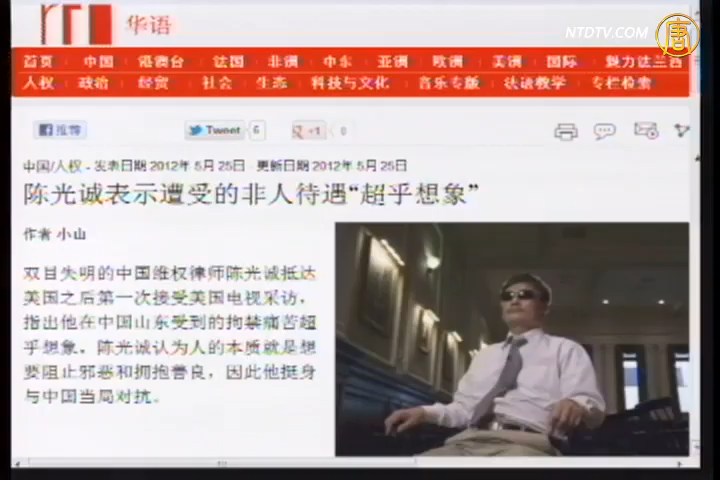 rfi 华语
NTDTV.COM 唐
首页 中国 港澳台 法国 非洲 中东 亚洲 欧洲 美洲 国际 魅力法兰西
人权 政治 经贸 社会 生态 科技与文化 音乐专版 法语教学 专栏检索
推荐 Tweet 6 +1 0
中国/人权 - 发表日期 2012年 5月 25日 更新日期 2012年 5月 25日
陈光诚表示遭受的非人待遇“超乎想象”
作者 小山
双目失明的中国维权律师陈光诚抵达
美国之后第一次接受美国电视采访，
指出他在中国山东受到的拘禁痛苦超
乎想象。陈光诚认为人的本质就是想
要阻止邪恶和拥抱善良，因此他挺身
与中国当局对抗。